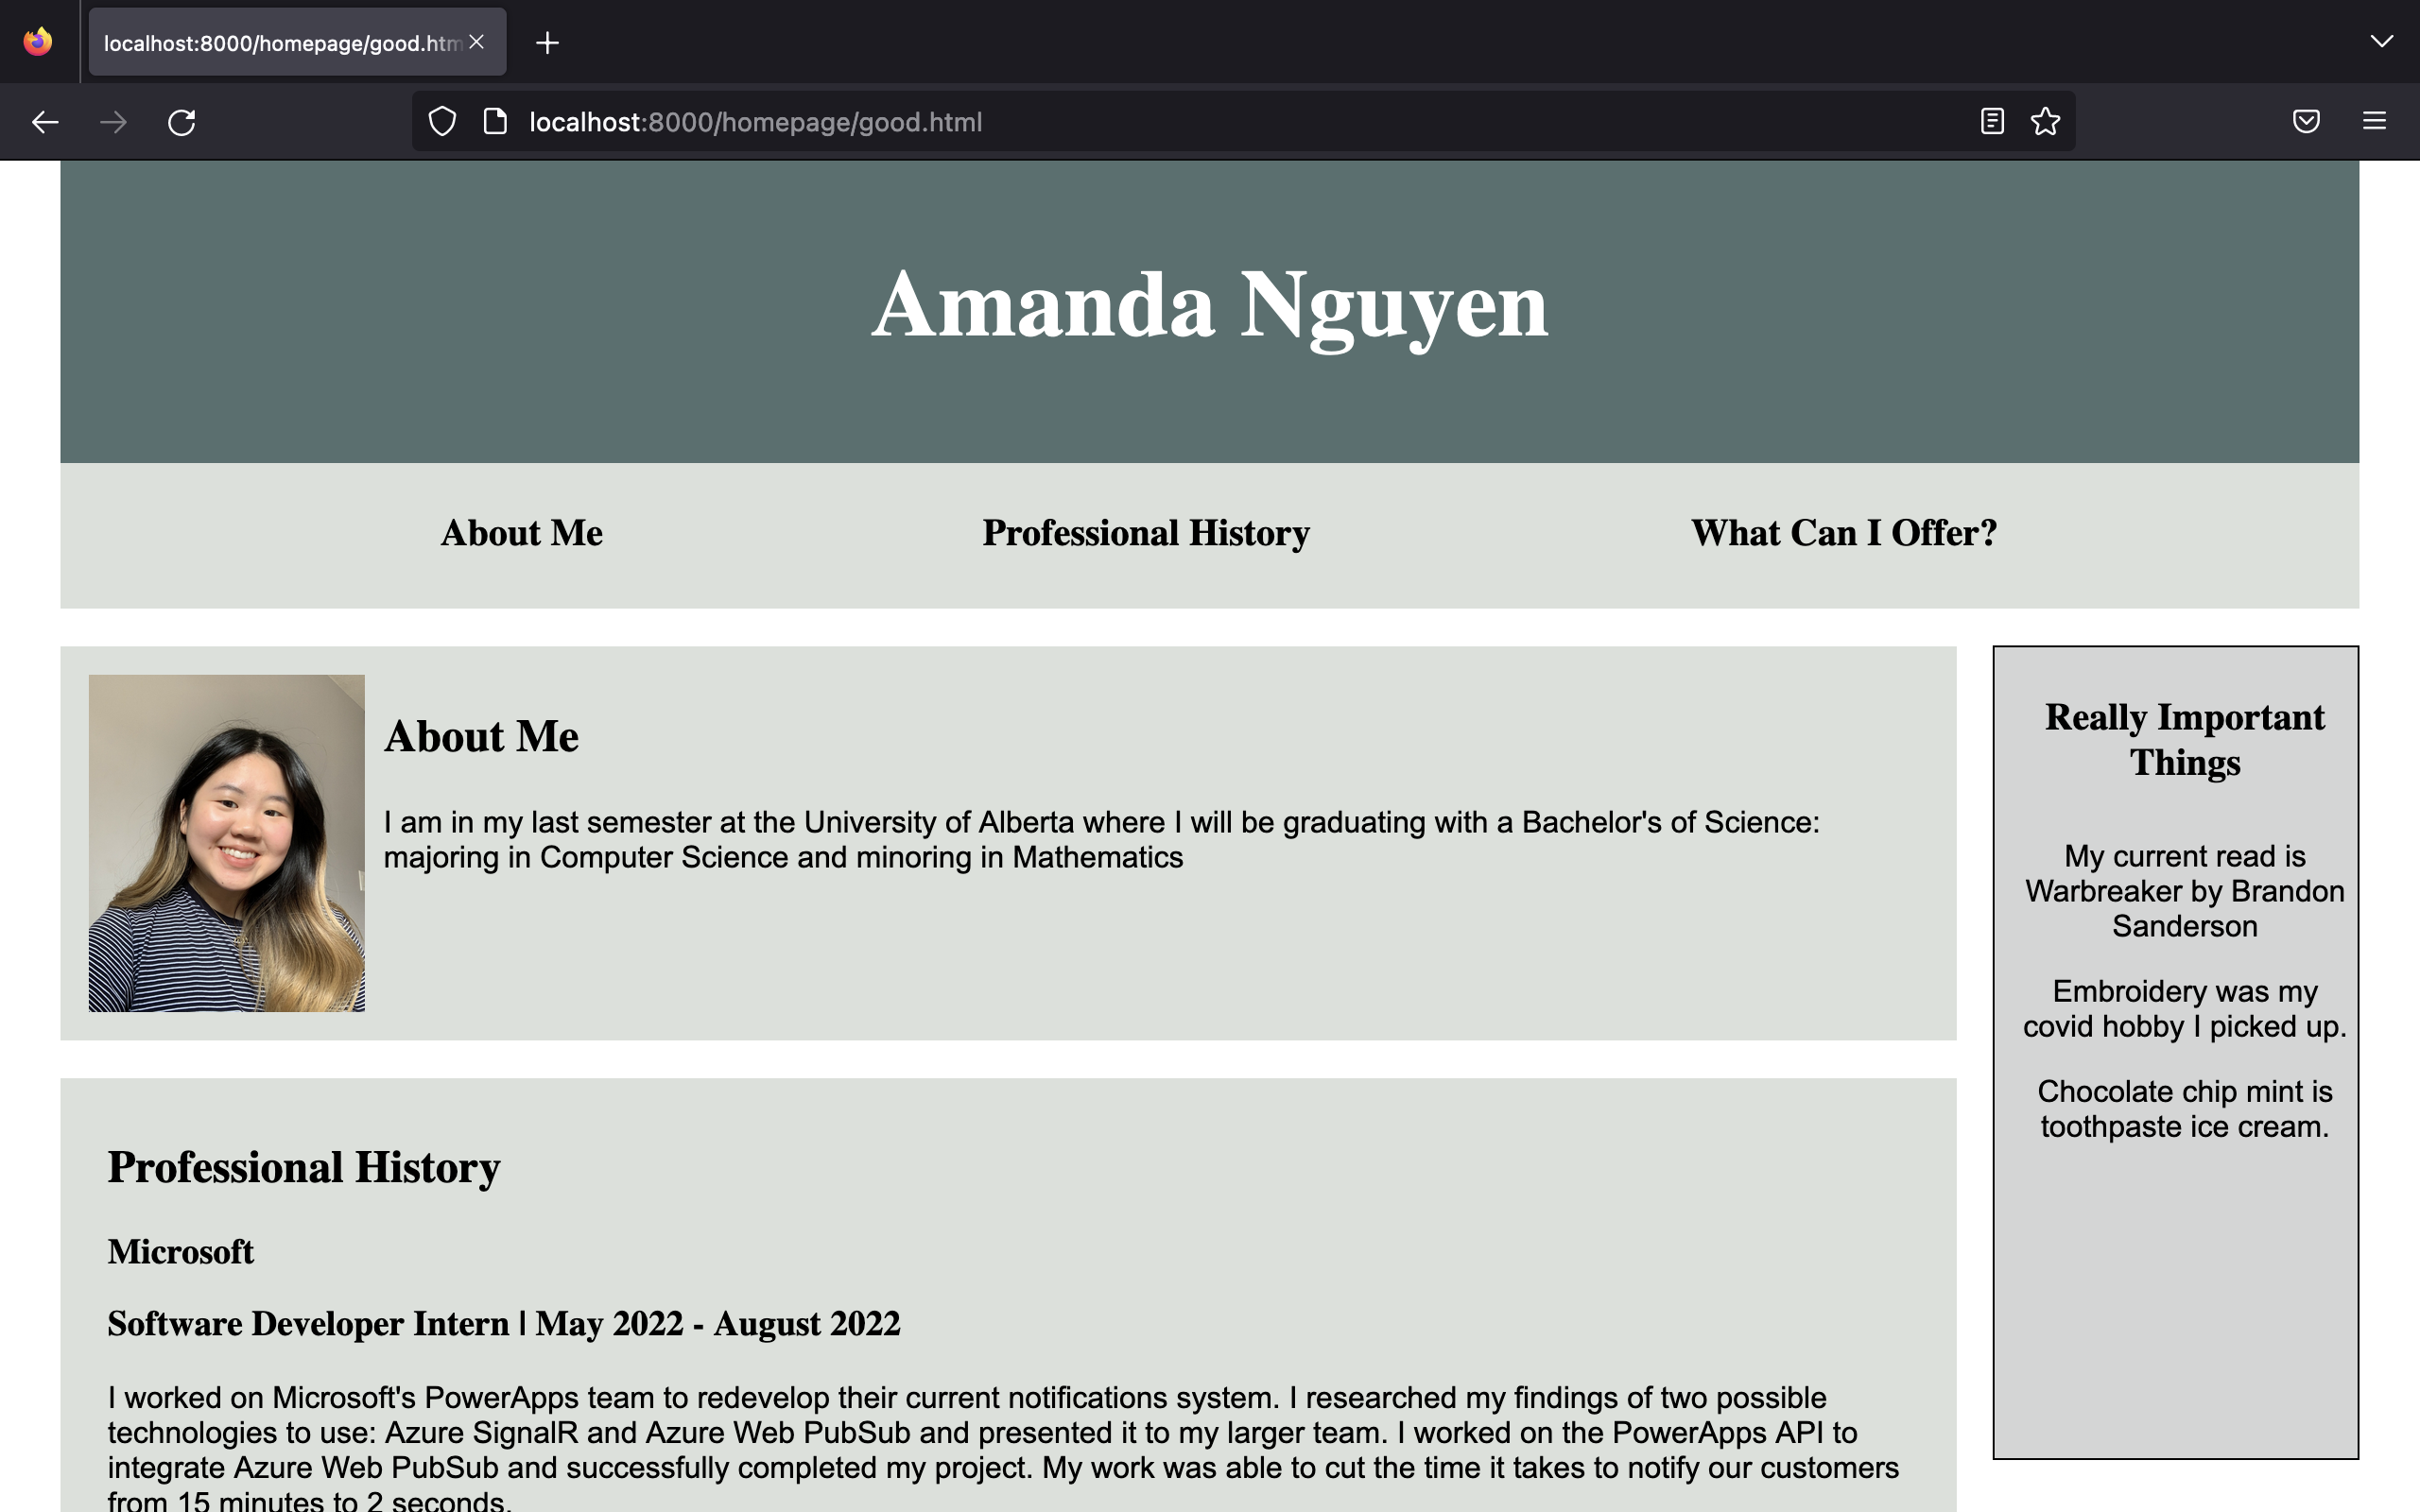 localhost:8000/homepage/good.htm
localhost:8000/homepage/good.html
Amanda Nguyen
About Me
Professional History
What Can I Offer?
About Me
I am in my last semester at the University of Alberta where I will be graduating with a Bachelor's of Science:
majoring in Computer Science and minoring in Mathematics
Really Important
Things
My current read is
Warbreaker by Brandon
Sanderson
Embroidery was my
covid hobby I picked up.
Chocolate chip mint is
toothpaste ice cream.
Professional History
Microsoft
Software Developer Intern | May 2022 - August 2022
I worked on Microsoft's PowerApps team to redevelop their current notifications system. I researched my findings of two possible
technologies to use: Azure SignalR and Azure Web PubSub and presented it to my larger team. I worked on the PowerApps API to
integrate Azure Web PubSub and successfully completed my project. My work was able to cut the time it takes to notify our customers
from 15 minutes to 2 seconds.